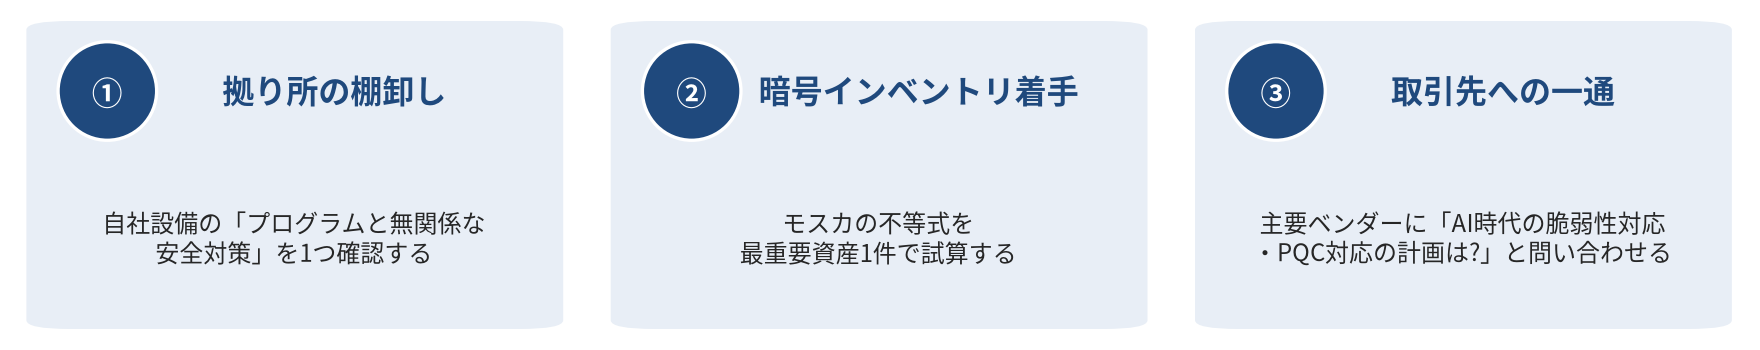 ① 拠り所の棚卸し
自社設備の「プログラムと無関係な
安全対策」を1つ確認する
② 暗号インベントリ着手
モスカの不等式を
最重要資産1件で試算する
③ 取引先への一通
主要ベンダーに「AI時代の脆弱性対応
・PQC対応の計画は?」と問い合わせる